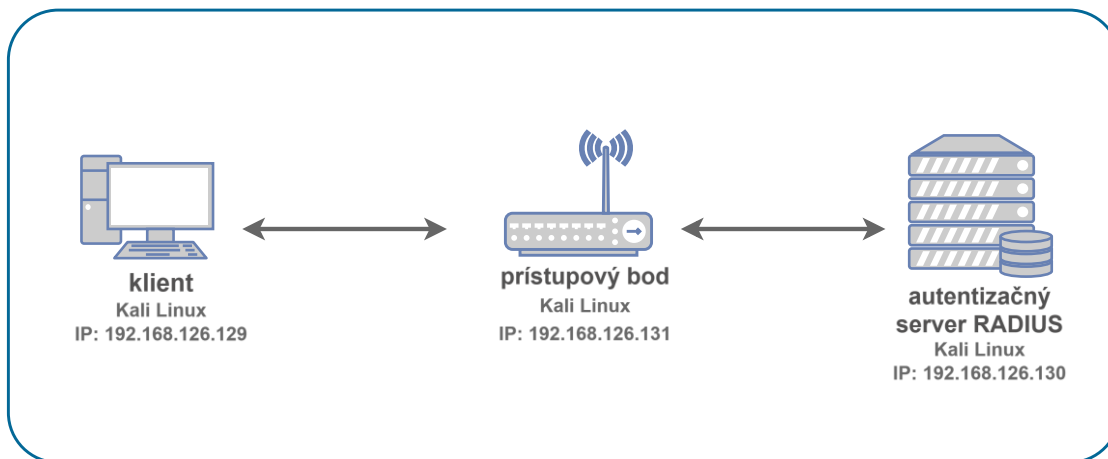 klient
Kali Linux
IP: 192.168.126.129
prístupový bod
Kali Linux
IP: 192.168.126.131
autentizačný
server RADIUS
Kali Linux
IP: 192.168.126.130